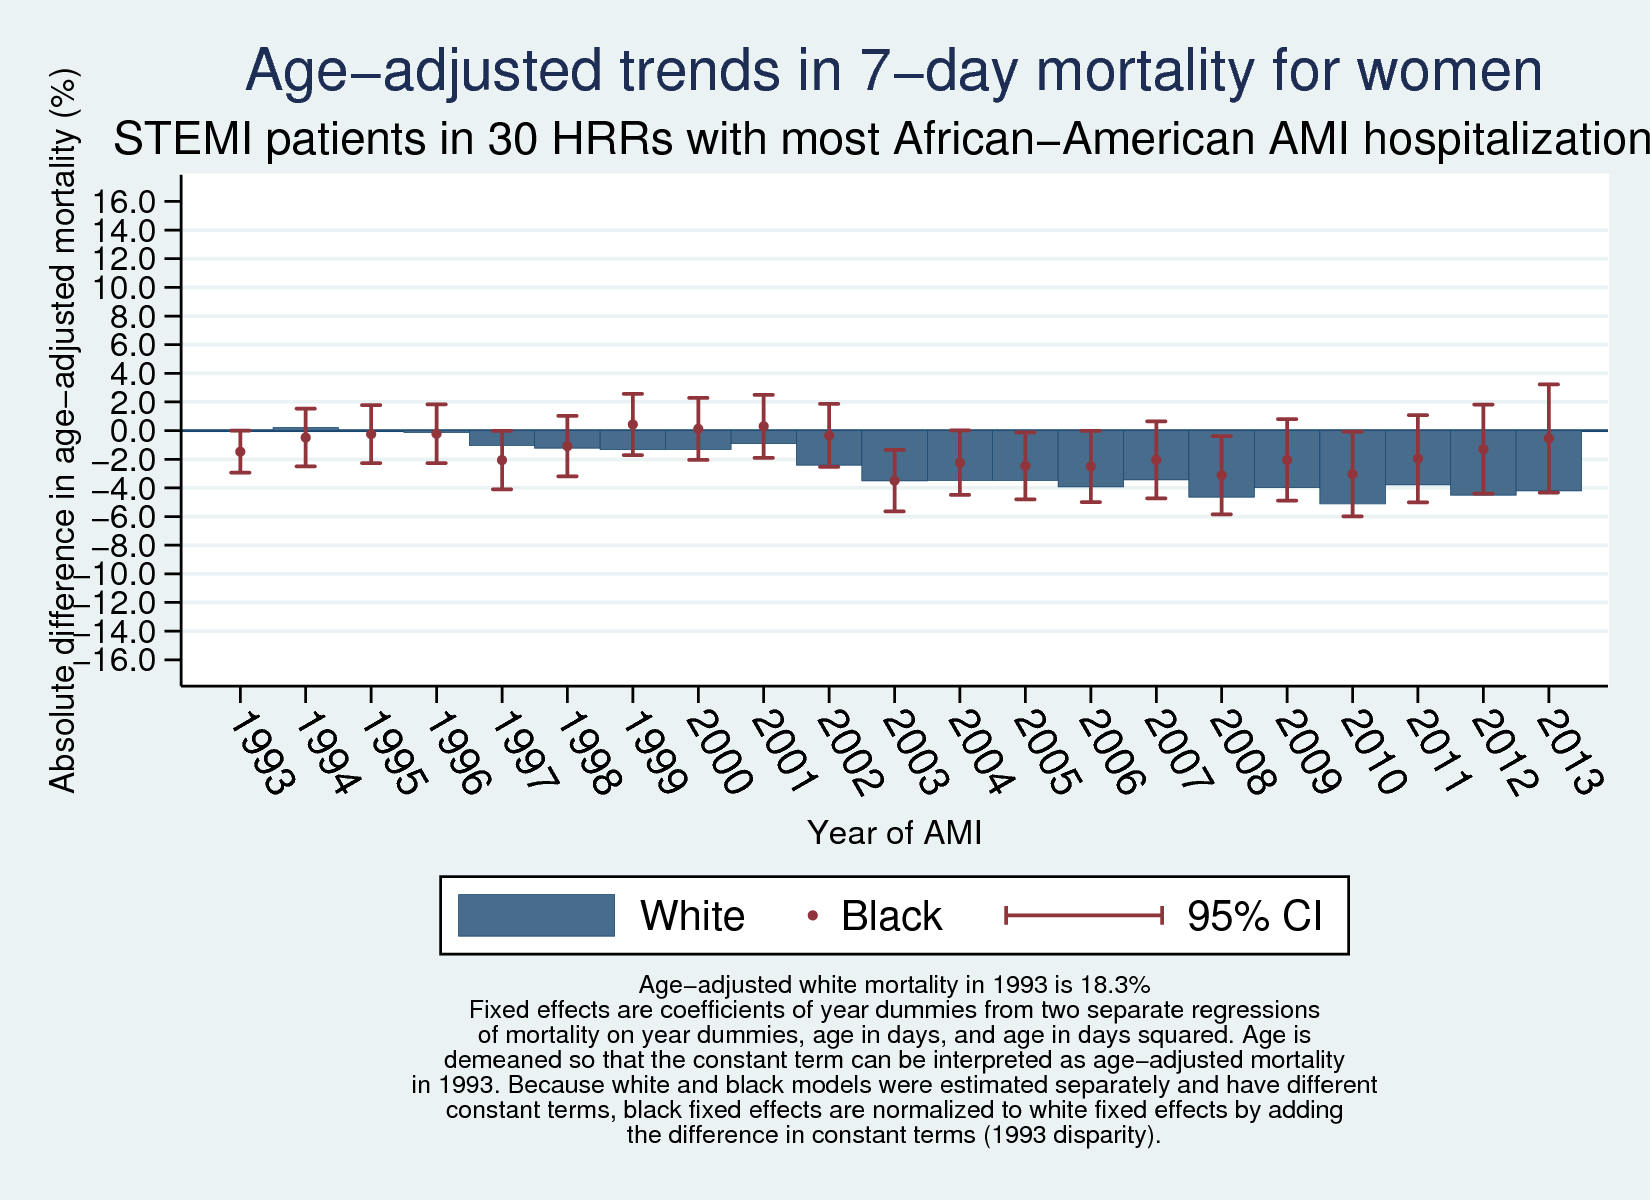 Age–adjusted trends in 7–day mortality for women
STEMI patients in 30 HRRs with most African–American AMI hospitalization
Absolute difference in age–adjusted mortality (%)
16.0
14.0
12.0
10.0
8.0
6.0
4.0
2.0
0.0
–2.0
–4.0
–6.0
–8.0
–10.0
–12.0
–14.0
–16.0
1993 1994 1995 1996 1997 1998 1999 2000 2001 2002 2003 2004 2005 2006 2007 2008 2009 2010 2011 2012 2013
Year of AMI
White Black 95% CI
Age–adjusted white mortality in 1993 is 18.3%
Fixed effects are coefficients of year dummies from two separate regressions
of mortality on year dummies, age in days, and age in days squared. Age is
demeaned so that the constant term can be interpreted as age–adjusted mortality
in 1993. Because white and black models were estimated separately and have different
constant terms, black fixed effects are normalized to white fixed effects by adding
the difference in constant terms (1993 disparity).